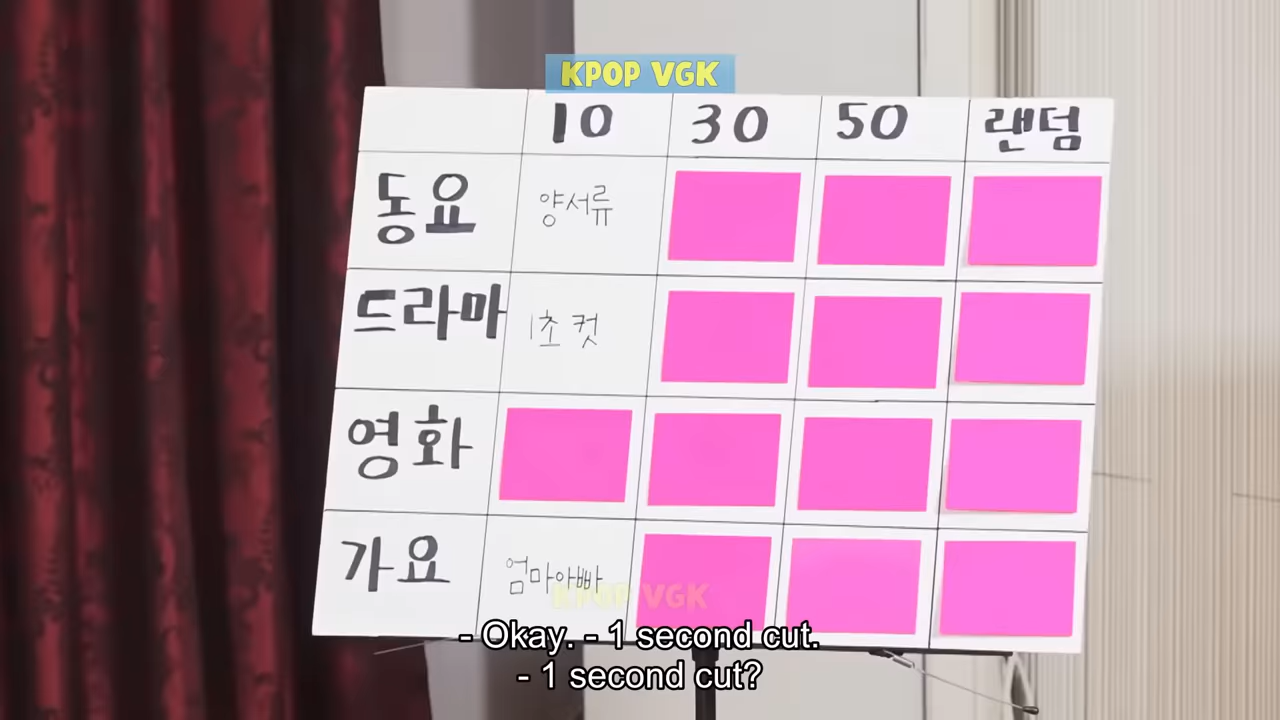 KPOP VGK
10 30 50 랜덤
동요 양서류
드라마 1초 컷
영화
가요 엄마아빠
KPOP VGK
- Okay. - 1 second cut.
- 1 second cut?